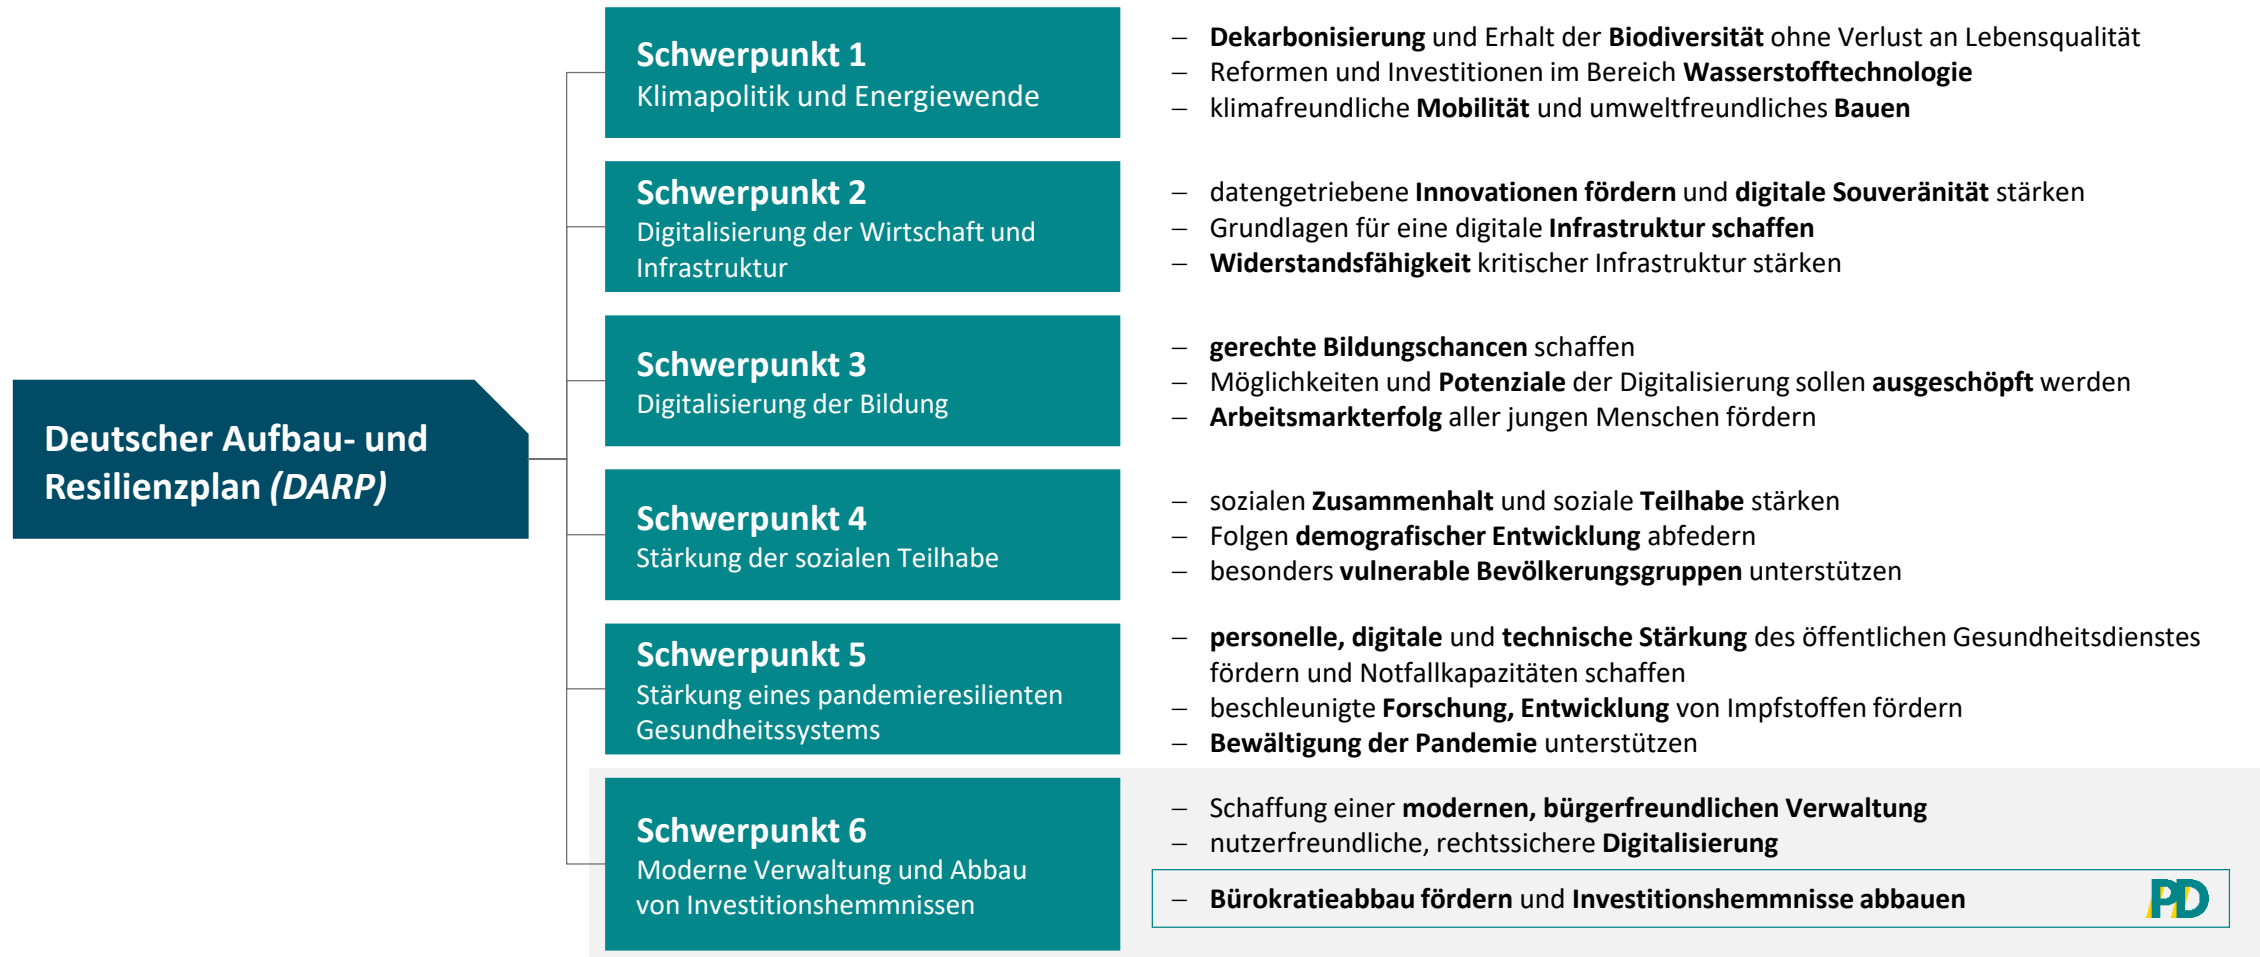 Deutscher Aufbau- und
Resilienzplan (DARP)
Schwerpunkt 1
Klimapolitik und Energiewende
– Dekarbonisierung und Erhalt der Biodiversität ohne Verlust an Lebensqualität
– Reformen und Investitionen im Bereich Wasserstofftechnologie
– klimafreundliche Mobilität und umweltfreundliches Bauen
Schwerpunkt 2
Digitalisierung der Wirtschaft und
Infrastruktur
– datengetriebene Innovationen fördern und digitale Souveränität stärken
– Grundlagen für eine digitale Infrastruktur schaffen
– Widerstandsfähigkeit kritischer Infrastruktur stärken
Schwerpunkt 3
Digitalisierung der Bildung
– gerechte Bildungschancen schaffen
– Möglichkeiten und Potenziale der Digitalisierung sollen ausgeschöpft werden
– Arbeitsmarkterfolg aller jungen Menschen fördern
Schwerpunkt 4
Stärkung der sozialen Teilhabe
– sozialen Zusammenhalt und soziale Teilhabe stärken
– Folgen demografischer Entwicklung abfedern
– besonders vulnerable Bevölkerungsgruppen unterstützen
Schwerpunkt 5
Stärkung eines pandemieresilienten
Gesundheitssystems
– personelle, digitale und technische Stärkung des öffentlichen Gesundheitsdienstes
fördern und Notfallkapazitäten schaffen
– beschleunigte Forschung, Entwicklung von Impfstoffen fördern
– Bewältigung der Pandemie unterstützen
Schwerpunkt 6
Moderne Verwaltung und Abbau
von Investitionshemmnissen
– Schaffung einer modernen, bürgerfreundlichen Verwaltung
– nutzerfreundliche, rechtssichere Digitalisierung
– Bürokratieabbau fördern und Investitionshemmnisse abbauen
PD